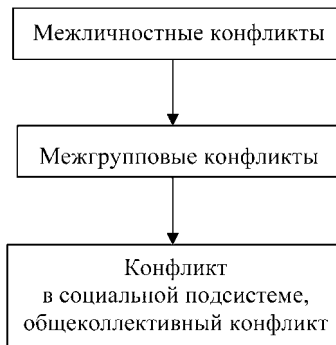 Межличностные конфликты
Межгрупповые конфликты
Конфликт
в социальной подсистеме,
общеколлективный конфликт